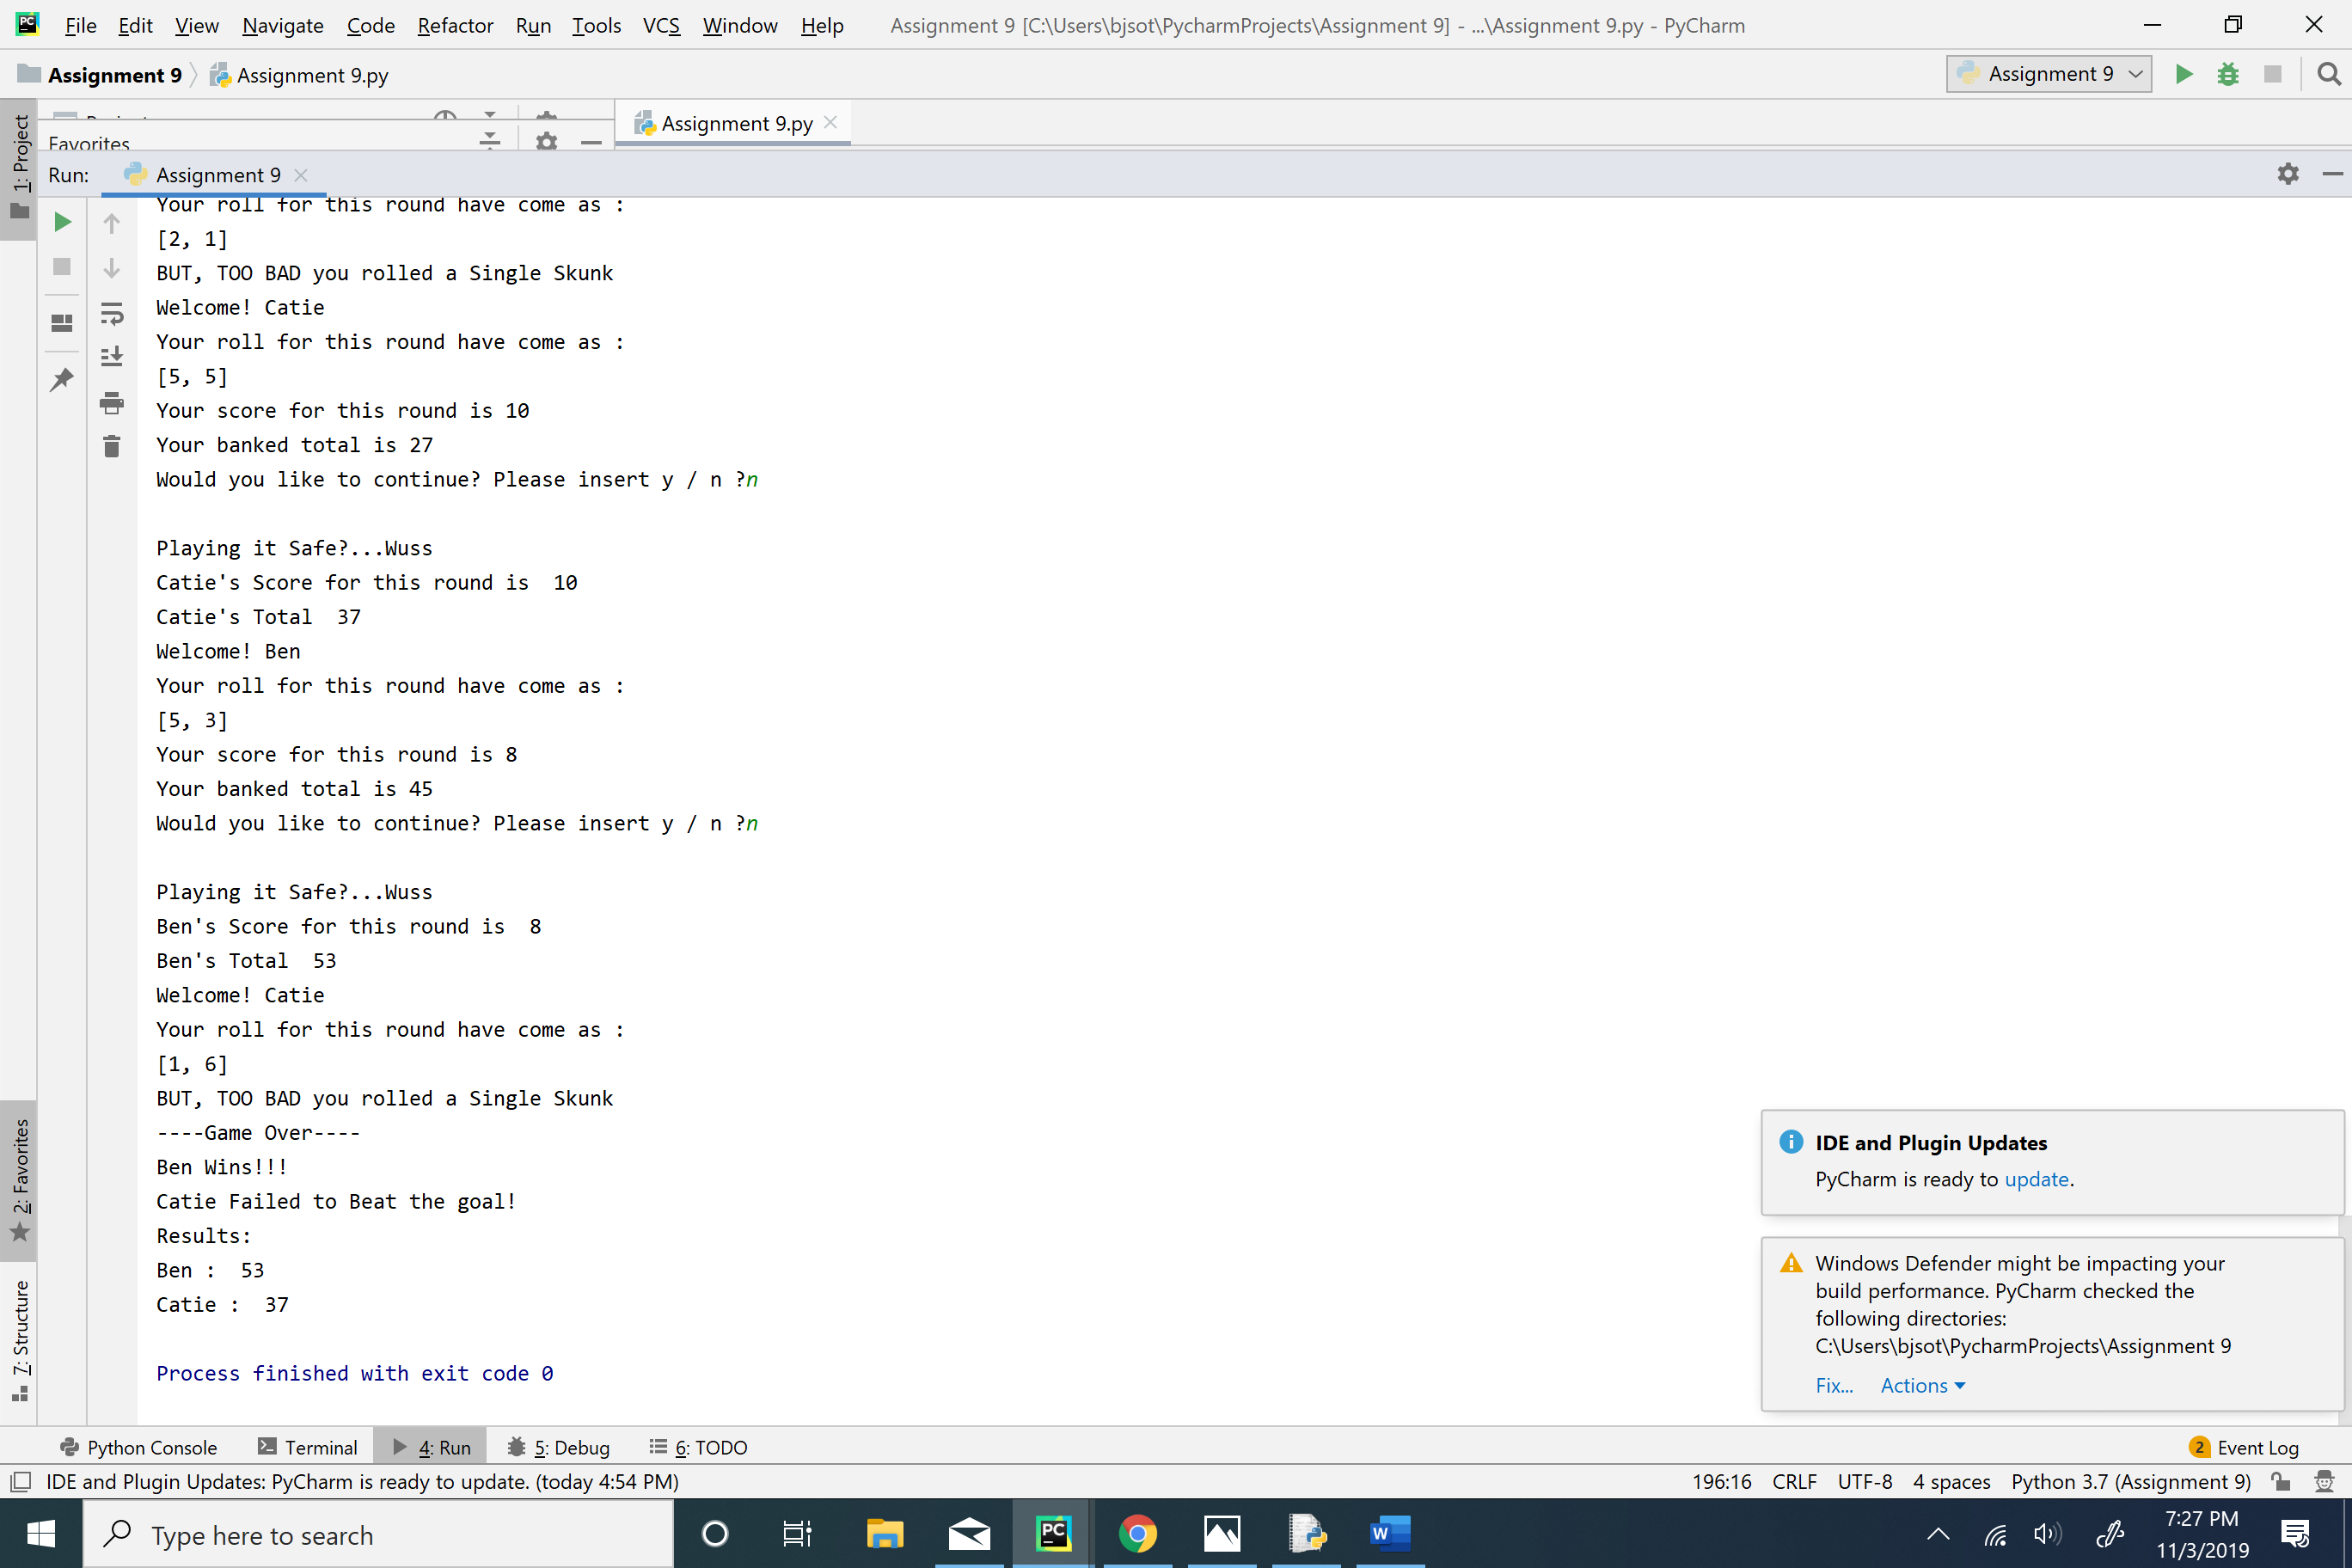 File Edit View Navigate Code Refactor Run Tools VCS Window Help Assignment 9 [C:\Users\bjsot\PycharmProjects\Assignment 9] - ...\Assignment 9.py - PyCharm
Assignment 9 Assignment 9.py Assignment 9
1: Project
Assignment 9.py
Favorites
Run: Assignment 9
Your roll for this round have come as :
[2, 1]
BUT, TOO BAD you rolled a Single Skunk
Welcome! Catie
Your roll for this round have come as :
[5, 5]
Your score for this round is 10
Your banked total is 27
Would you like to continue? Please insert y / n ?n
Playing it Safe?...Wuss
Catie's Score for this round is  10
Catie's Total  37
Welcome! Ben
Your roll for this round have come as :
[5, 3]
Your score for this round is 8
Your banked total is 45
Would you like to continue? Please insert y / n ?n
Playing it Safe?...Wuss
Ben's Score for this round is  8
Ben's Total  53
Welcome! Catie
Your roll for this round have come as :
[1, 6]
BUT, TOO BAD you rolled a Single Skunk
----Game Over----
Ben Wins!!!
Catie Failed to Beat the goal!
Results:
Ben :  53
Catie :  37
Process finished with exit code 0
2: Favorites
7: Structure
IDE and Plugin Updates
PyCharm is ready to update.
Windows Defender might be impacting your
build performance. PyCharm checked the
following directories:
C:\Users\bjsot\PycharmProjects\Assignment 9
Fix... Actions
Python Console Terminal 4: Run 5: Debug 6: TODO 2 Event Log
IDE and Plugin Updates: PyCharm is ready to update. (today 4:54 PM) 196:16 CRLF UTF-8 4 spaces Python 3.7 (Assignment 9)
Type here to search
7:27 PM
11/3/2019